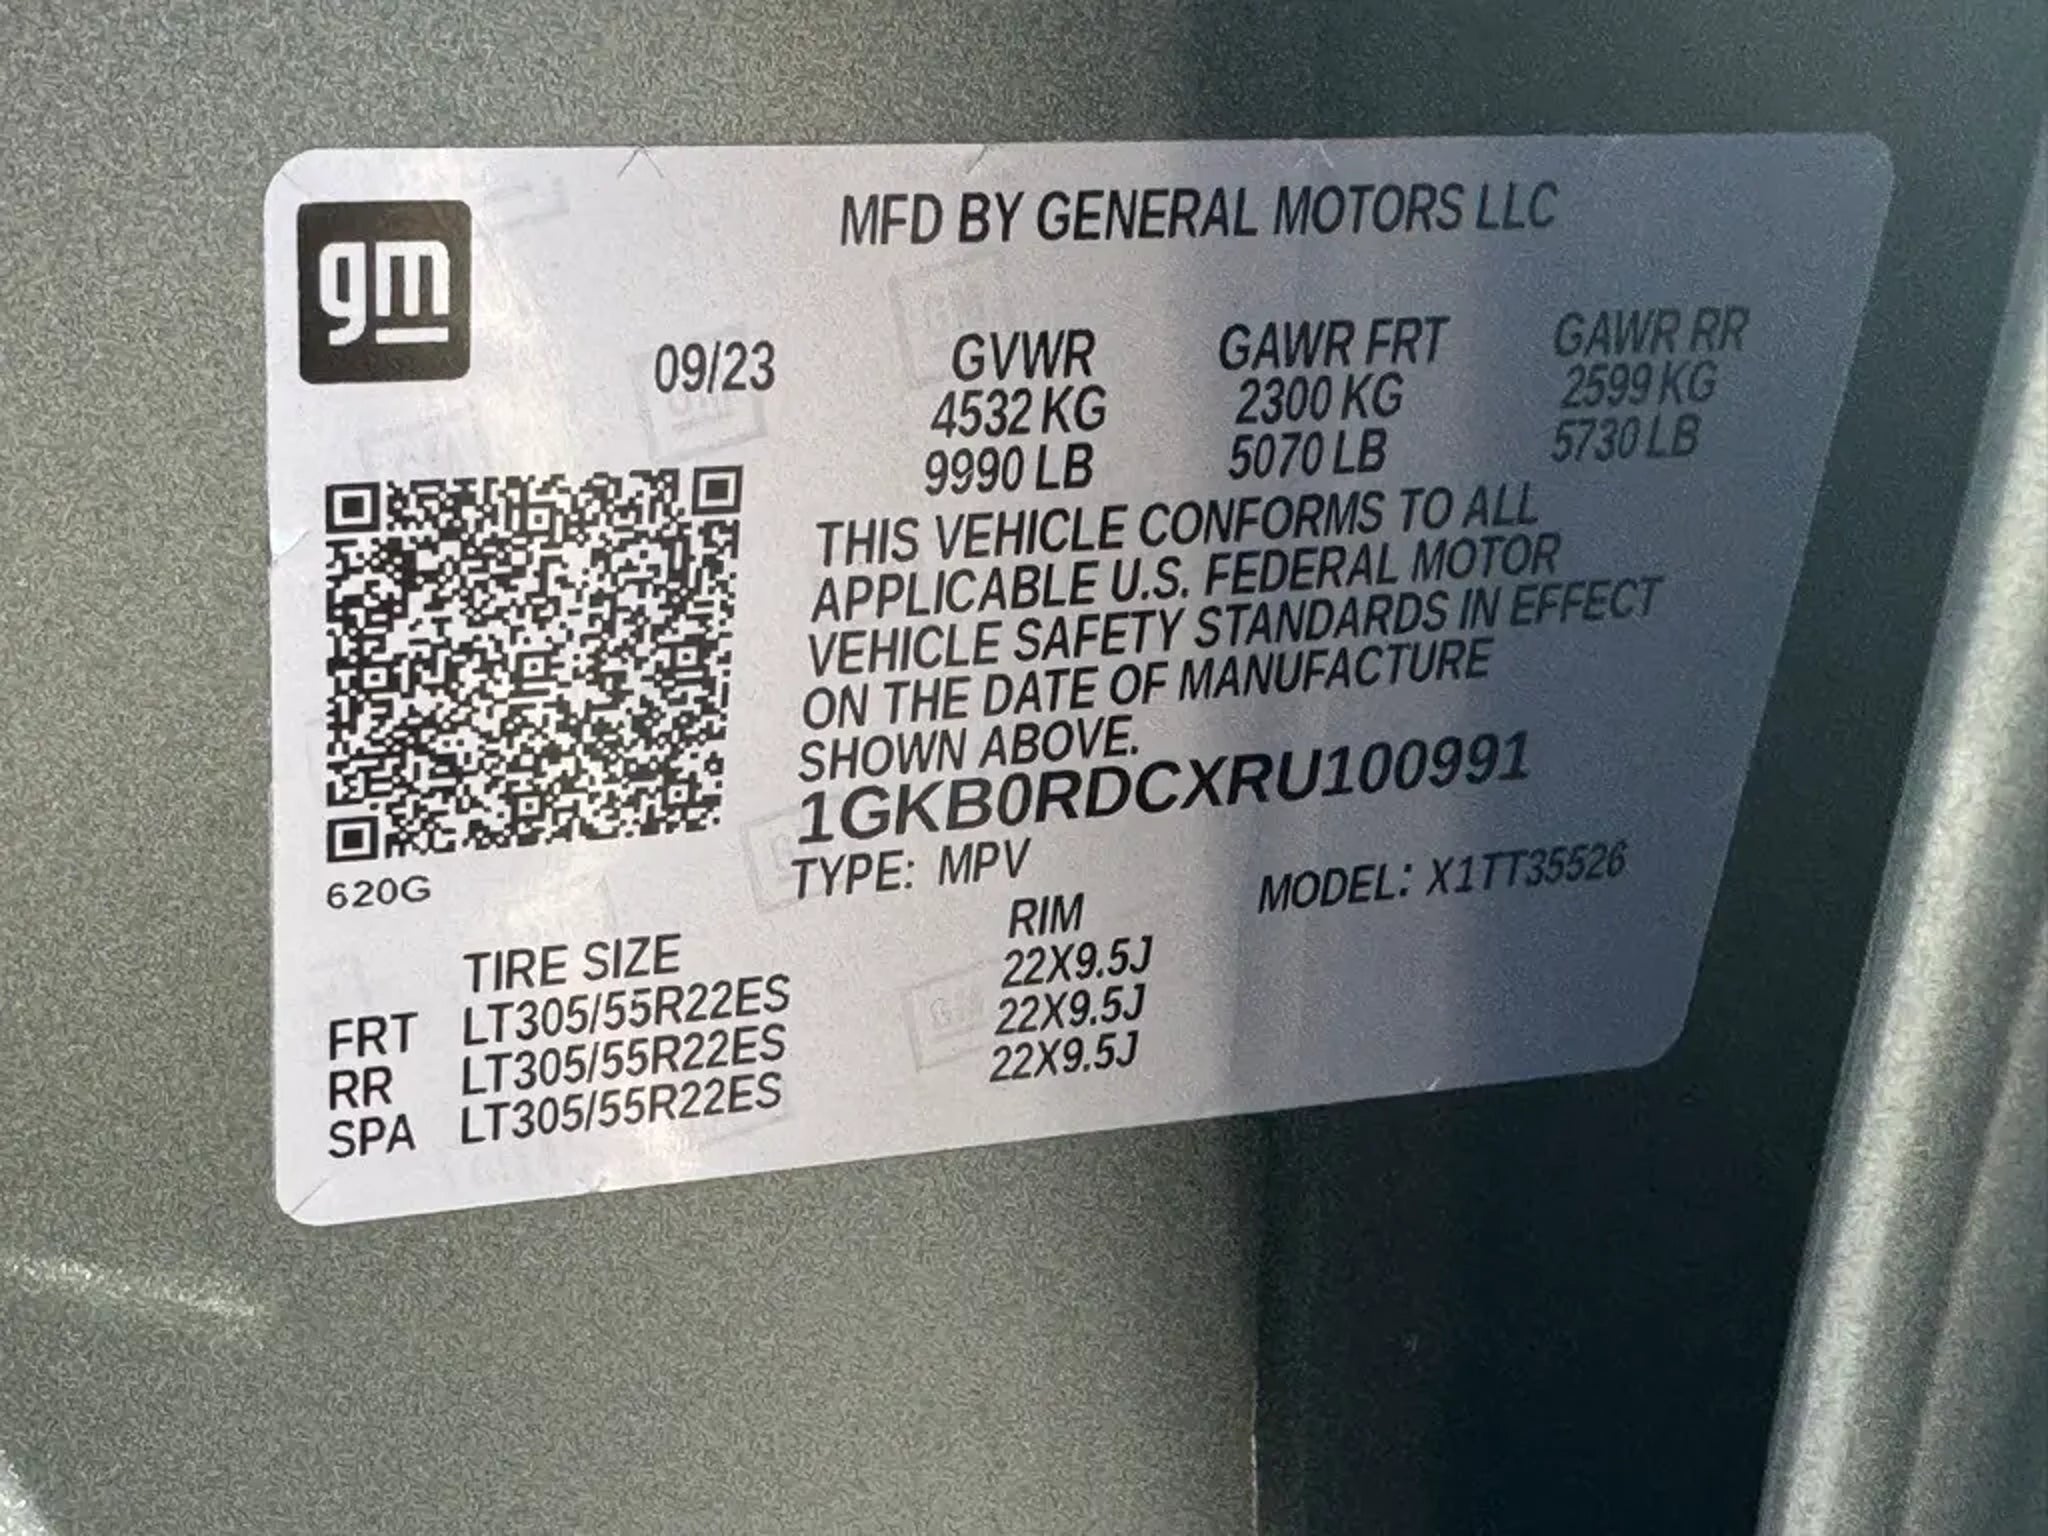 gm
MFD BY GENERAL MOTORS LLC
09/23
GVWR GAWR FRT GAWR RR
4532 KG 2300 KG 2599 KG
9990 LB 5070 LB 5730 LB
THIS VEHICLE CONFORMS TO ALL
APPLICABLE U.S. FEDERAL MOTOR
VEHICLE SAFETY STANDARDS IN EFFECT
ON THE DATE OF MANUFACTURE
SHOWN ABOVE.
1GKB0RDCXRU100991
TYPE: MPV MODEL: X1TT35526
620G
TIRE SIZE RIM
FRT LT305/55R22ES 22X9.5J
RR LT305/55R22ES 22X9.5J
SPA LT305/55R22ES 22X9.5J